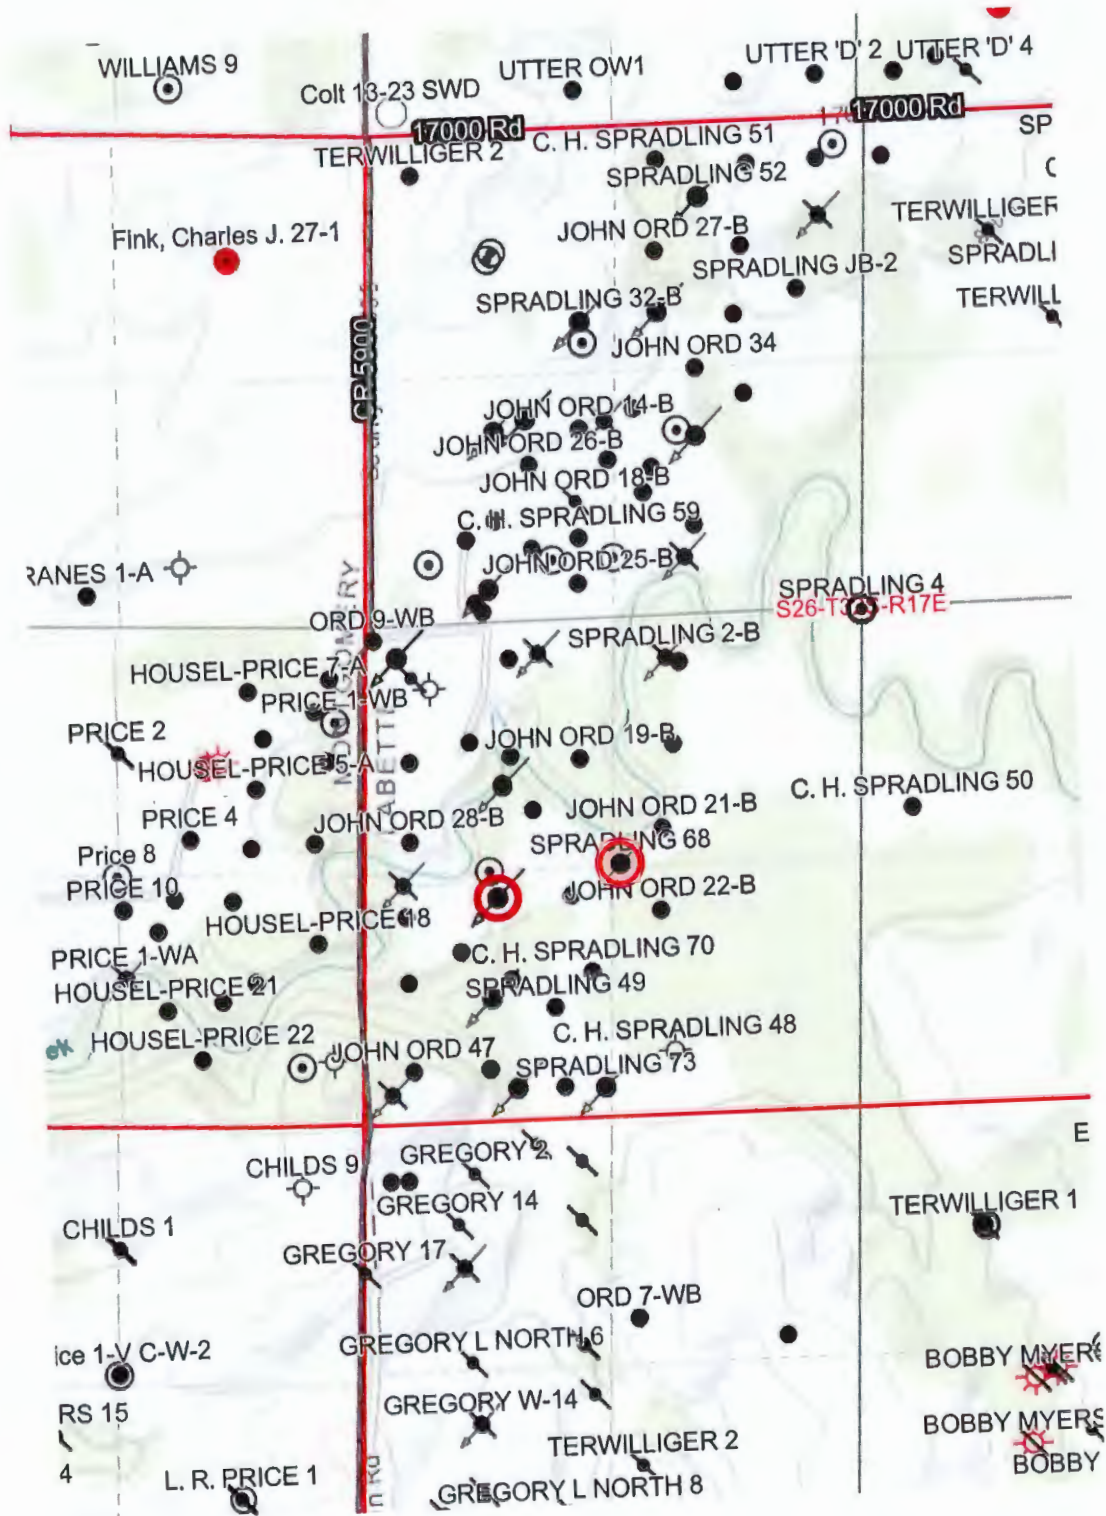 WILLIAMS 9
UTTER OW1
UTTER 'D' 2
UTTER 'D' 4
Colt 13-23 SWD
17000 Rd
17000 Rd
SP
C. H. SPRADLING 51
TERWILLIGER 2
SPRADLING 52
TERWILLIGER
Fink, Charles J. 27-1
JOHN ORD 27-B
SPRADLI
SPRADLING JB-2
SPRADLING 32-B
TERWILL
CR 5900
JOHN ORD 34
JOHN ORD 14-B
JOHN ORD 26-B
JOHN ORD 18-B
C. H. SPRADLING 59
JOHN ORD 25-B
RANES 1-A
SPRADLING 4
ORD 9-WB
MONTGOMERY
SPRADLING 2-B
HOUSEL-PRICE 7-A
PRICE 1-WB
LABETTE
PRICE 2
JOHN ORD 19-B
HOUSEL-PRICE 5-A
C. H. SPRADLING 50
JOHN ORD 21-B
PRICE 4
JOHN ORD 28-B
SPRADLING 68
Price 8
PRICE 10
JOHN ORD 22-B
HOUSEL-PRICE 18
PRICE 1-WA
C. H. SPRADLING 70
HOUSEL-PRICE 21
SPRADLING 49
C. H. SPRADLING 48
HOUSEL-PRICE 22
ek
JOHN ORD 47
SPRADLING 73
E
GREGORY 2
CHILDS 9
GREGORY 14
TERWILLIGER 1
CHILDS 1
GREGORY 17
ORD 7-WB
GREGORY L NORTH 6
ice 1-V C-W-2
BOBBY MYERS
GREGORY W-14
RS 15
BOBBY MYERS
TERWILLIGER 2
4
BOBBY
L. R. PRICE 1
GREGORY L NORTH 8